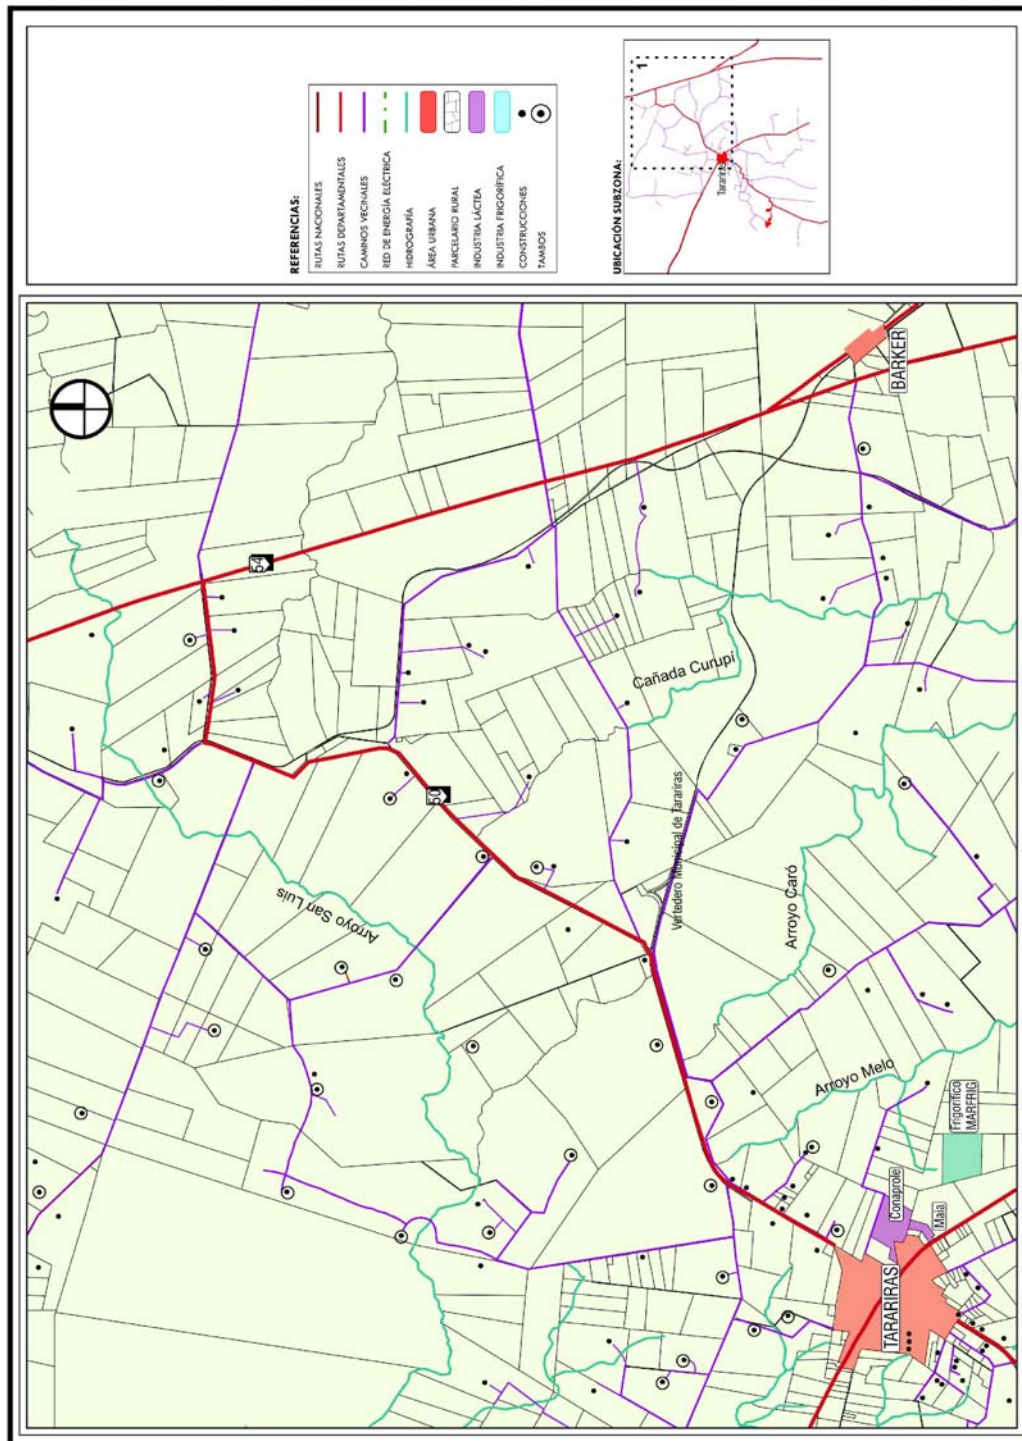 REFERENCIAS:
RUTAS NACIONALES
RUTAS DEPARTAMENTALES
CAMINOS VECINALES
RED DE ENERGÍA ELÉCTRICA
HIDROGRAFÍA
ÁREA URBANA
PARCELARIO RURAL
INDUSTRIA LÁCTEA
INDUSTRIA FRIGORÍFICA
CONSTRUCCIONES
TAMBOS
UBICACIÓN SUBZONA:
1
Tarariras
54
50
BARKER
Cañada Curupí
Arroyo San Luis
Vertedero Municipal de Tarariras
Arroyo Caró
Arroyo Melo
Frigorífico
MARFRIG
Conaprole
Maia
TARARIRAS